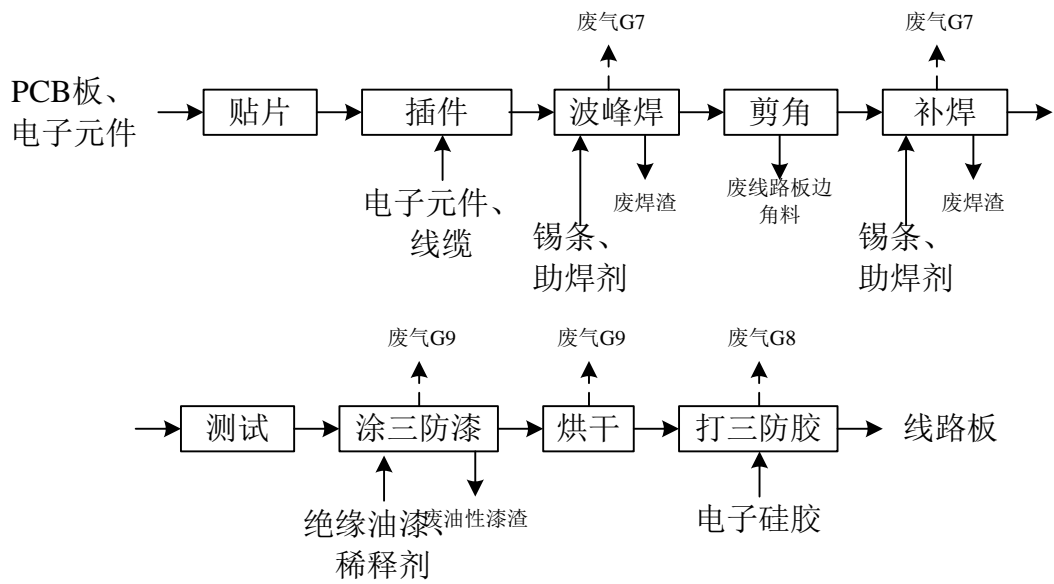 废气G7
废气G7
PCB板、
电子元件
贴片
插件
波峰焊
剪角
补焊
电子元件、
线缆
锡条、
助焊剂
废焊渣
废线路板边
角料
锡条、
助焊剂
废焊渣
废气G9
废气G9
废气G8
测试
涂三防漆
烘干
打三防胶
线路板
绝缘油漆、
稀释剂
废油性漆渣
电子硅胶